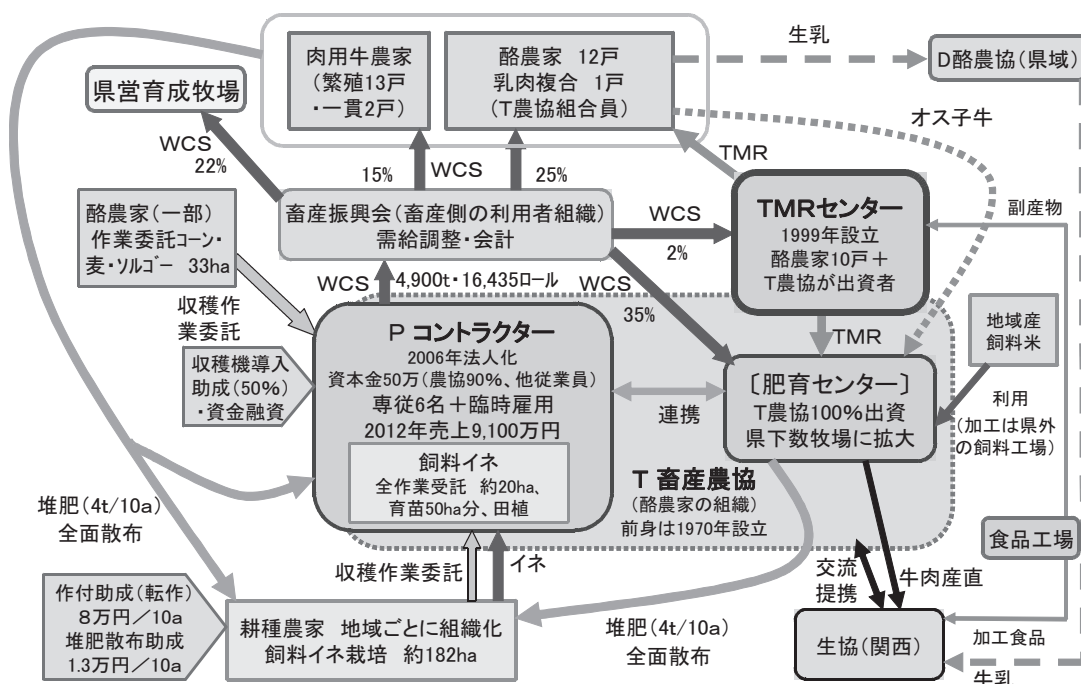 肉用牛農家
(繁殖13戸
・一貫2戸)
酪農家 12戸
乳肉複合 1戸
(T農協組合員)
生乳
D酪農協(県域)
県営育成牧場
オス子牛
WCS
22%
15%
WCS
25%
TMR
畜産振興会(畜産側の利用者組織)
需給調整・会計
WCS
2%
TMRセンター
1999年設立
酪農家10戸＋
T農協が出資者
副産物
酪農家(一部)
作業委託コーン・
麦・ソルゴー 33ha
収穫作
業委託
WCS
4,900t・16,435ロール
WCS
35%
TMR
地域産
飼料米
P コントラクター
2006年法人化
資本金50万(農協90%、他従業員)
専従6名＋臨時雇用
2012年売上9,100万円
収穫機導入
助成(50%)
・資金融資
連携
〔肥育センター〕
T農協100%出資
県下数牧場に拡大
利用
(加工は県外
の飼料工場)
飼料イネ
全作業受託 約20ha、
育苗50ha分、田植
T 畜産農協
(酪農家の組織)
前身は1970年設立
堆肥(4t/10a)
全面散布
食品工場
収穫作業委託
イネ
交流
提携
牛肉産直
作付助成(転作)
8万円／10a
堆肥散布助成
1.3万円／10a
耕種農家 地域ごとに組織化
飼料イネ栽培 約182ha
堆肥(4t/10a)
全面散布
生協(関西)
加工食品
牛乳